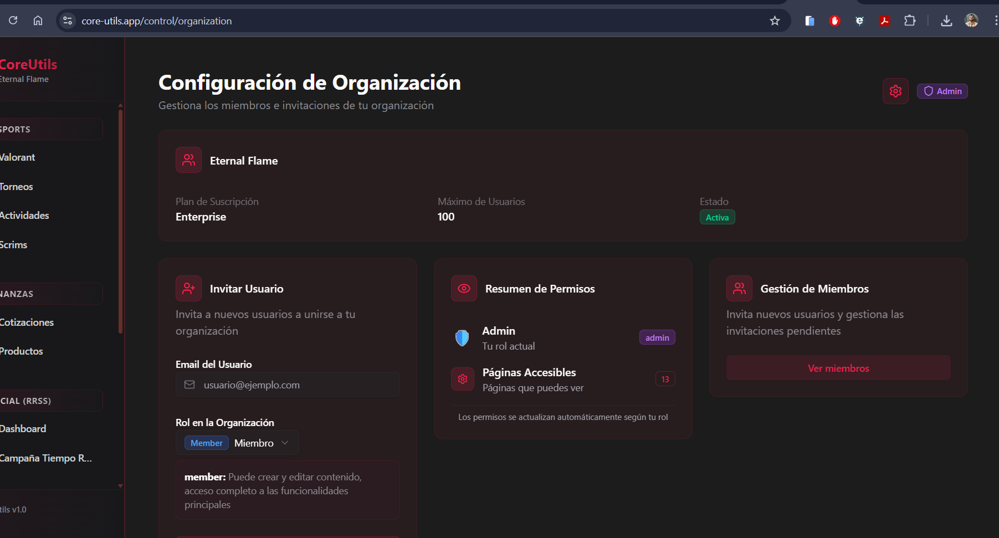 core-utils.app/control/organization
CoreUtils
Eternal Flame
SPORTS
Valorant
Torneos
Actividades
Scrims
NANZAS
Cotizaciones
Productos
CIAL (RRSS)
Dashboard
Campaña Tiempo R...
tils v1.0
Configuración de Organización
Gestiona los miembros e invitaciones de tu organización
Admin
Eternal Flame
Plan de Suscripción
Enterprise
Máximo de Usuarios
100
Estado
Activa
Invitar Usuario
Invita a nuevos usuarios a unirse a tu
organización
Email del Usuario
usuario@ejemplo.com
Rol en la Organización
Member Miembro
member: Puede crear y editar contenido,
acceso completo a las funcionalidades
principales
Resumen de Permisos
Admin
Tu rol actual
admin
Páginas Accesibles
Páginas que puedes ver
13
Los permisos se actualizan automáticamente según tu rol
Gestión de Miembros
Invita nuevos usuarios y gestiona las
invitaciones pendientes
Ver miembros